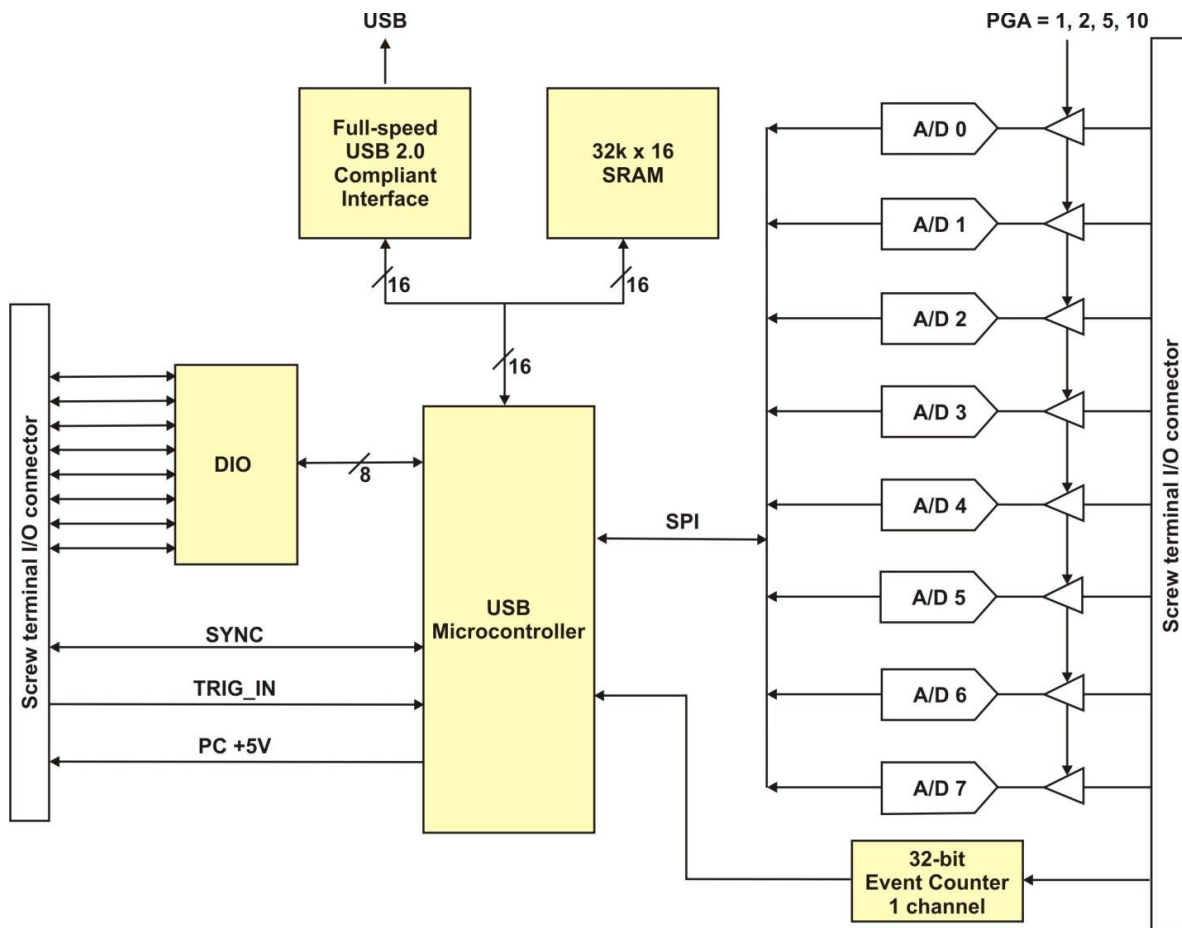 USB
PGA = 1, 2, 5, 10
Full-speed
USB 2.0
Compliant
Interface
32k x 16
SRAM
A/D 0
A/D 1
16
16
A/D 2
16
Screw terminal I/O connector
DIO
8
USB
Microcontroller
SYNC
TRIG_IN
PC +5V
SPI
A/D 3
A/D 4
A/D 5
A/D 6
A/D 7
Screw terminal I/O connector
32-bit
Event Counter
1 channel